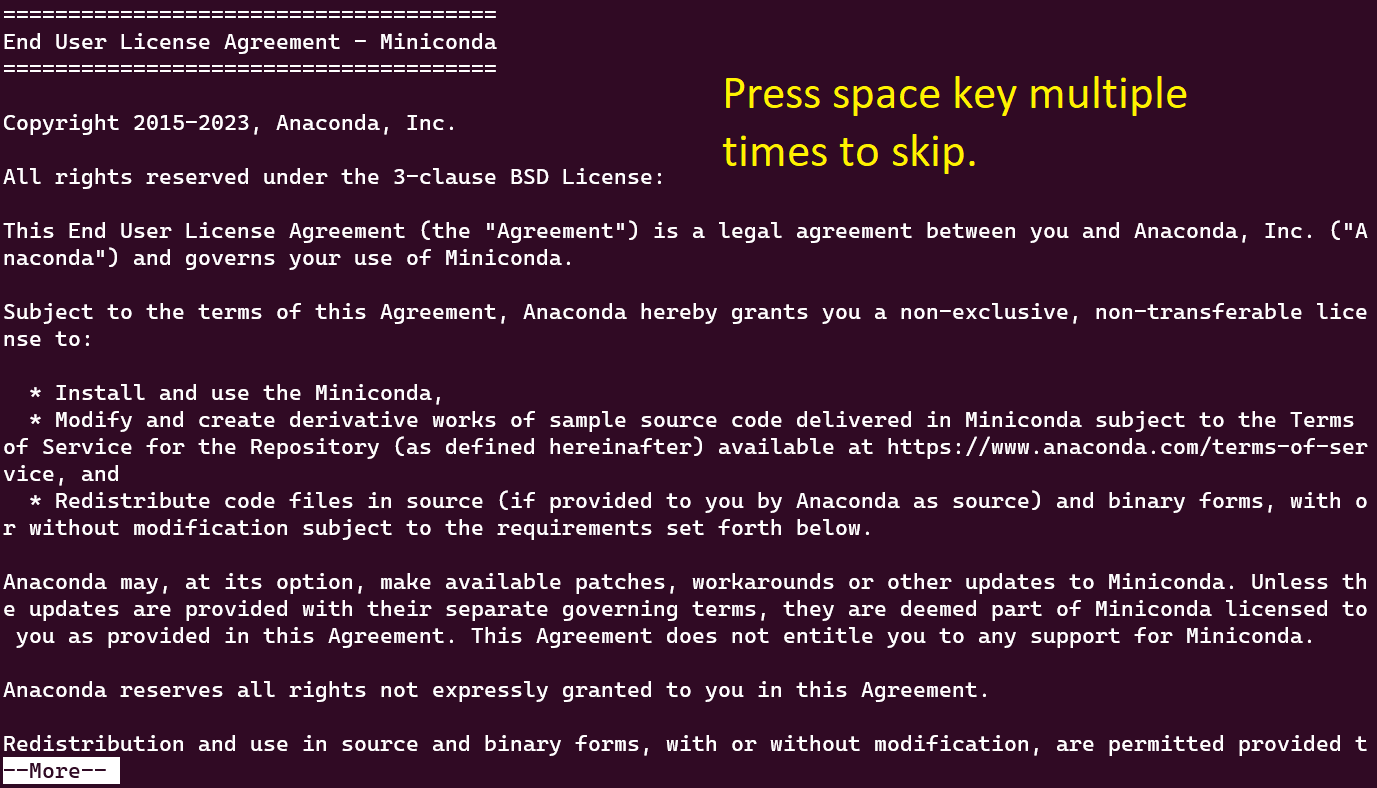 ======================================
End User License Agreement - Miniconda
======================================
Press space key multiple
times to skip.
Copyright 2015-2023, Anaconda, Inc.
All rights reserved under the 3-clause BSD License:
This End User License Agreement (the "Agreement") is a legal agreement between you and Anaconda, Inc. ("A
naconda") and governs your use of Miniconda.
Subject to the terms of this Agreement, Anaconda hereby grants you a non-exclusive, non-transferable lice
nse to:
* Install and use the Miniconda,
* Modify and create derivative works of sample source code delivered in Miniconda subject to the Terms
of Service for the Repository (as defined hereinafter) available at https://www.anaconda.com/terms-of-ser
vice, and
* Redistribute code files in source (if provided to you by Anaconda as source) and binary forms, with o
r without modification subject to the requirements set forth below.
Anaconda may, at its option, make available patches, workarounds or other updates to Miniconda. Unless th
e updates are provided with their separate governing terms, they are deemed part of Miniconda licensed to
you as provided in this Agreement. This Agreement does not entitle you to any support for Miniconda.
Anaconda reserves all rights not expressly granted to you in this Agreement.
Redistribution and use in source and binary forms, with or without modification, are permitted provided t
--More--